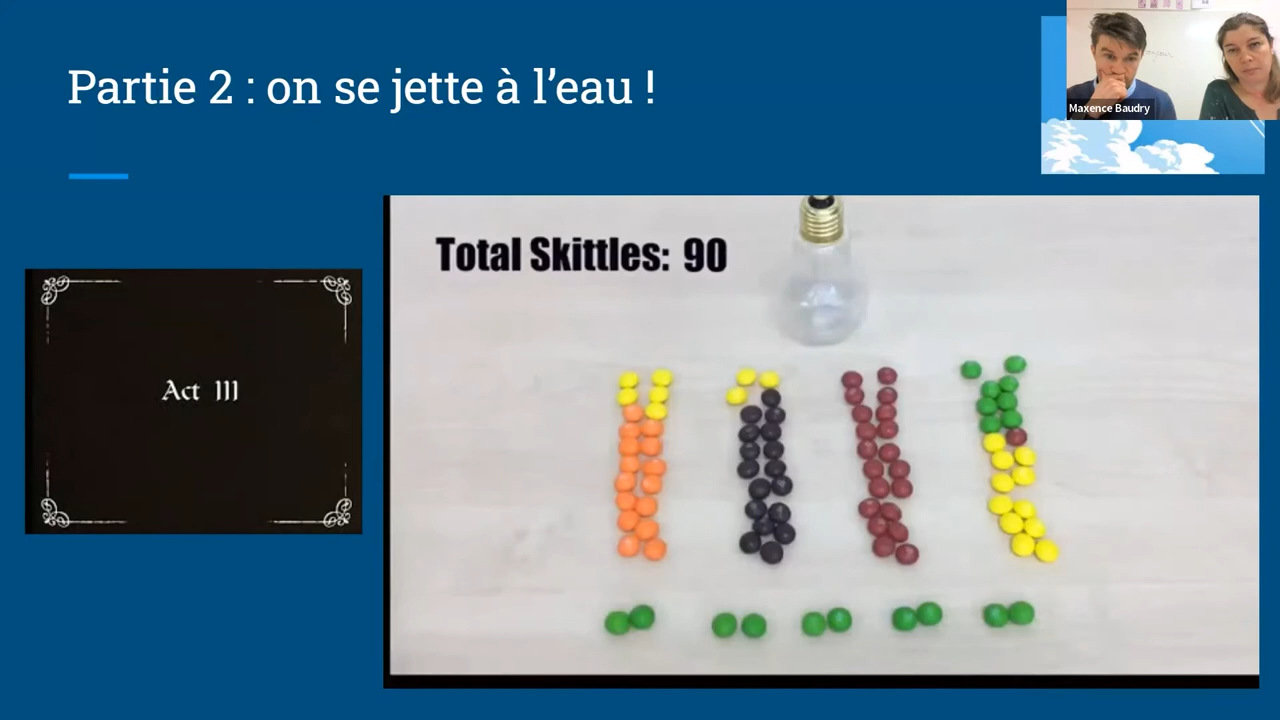 Partie 2 : on se jette à l’eau !
Maxence Baudry
Total Skittles: 90
Act III